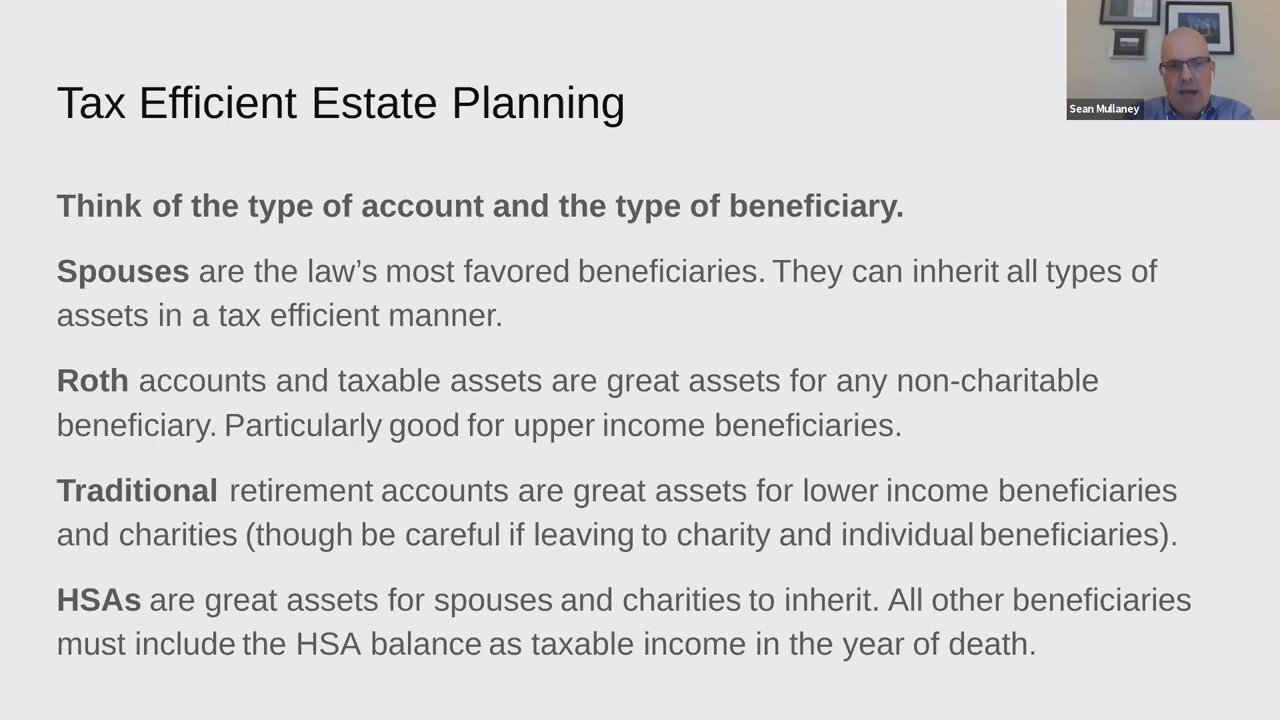 Tax Efficient Estate Planning
Sean Mullaney
Think of the type of account and the type of beneficiary.
Spouses are the law’s most favored beneficiaries. They can inherit all types of
assets in a tax efficient manner.
Roth accounts and taxable assets are great assets for any non-charitable
beneficiary. Particularly good for upper income beneficiaries.
Traditional retirement accounts are great assets for lower income beneficiaries
and charities (though be careful if leaving to charity and individual beneficiaries).
HSAs are great assets for spouses and charities to inherit. All other beneficiaries
must include the HSA balance as taxable income in the year of death.